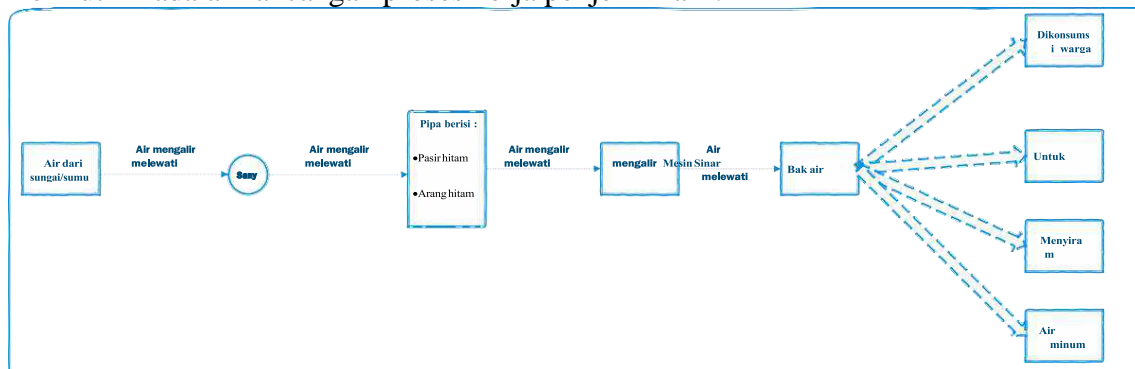 Air dari
sungai/sumu
Air mengalir
melewati
Sany
Air mengalir
melewati
Pipa berisi :
•Pasir hitam
•Arang hitam
Air mengalir
melewati
mengalir
Mesin Sinar
Air
melewati
Bak air
Dikonsums
i warga
Untuk
Menyira
m
Air
minum